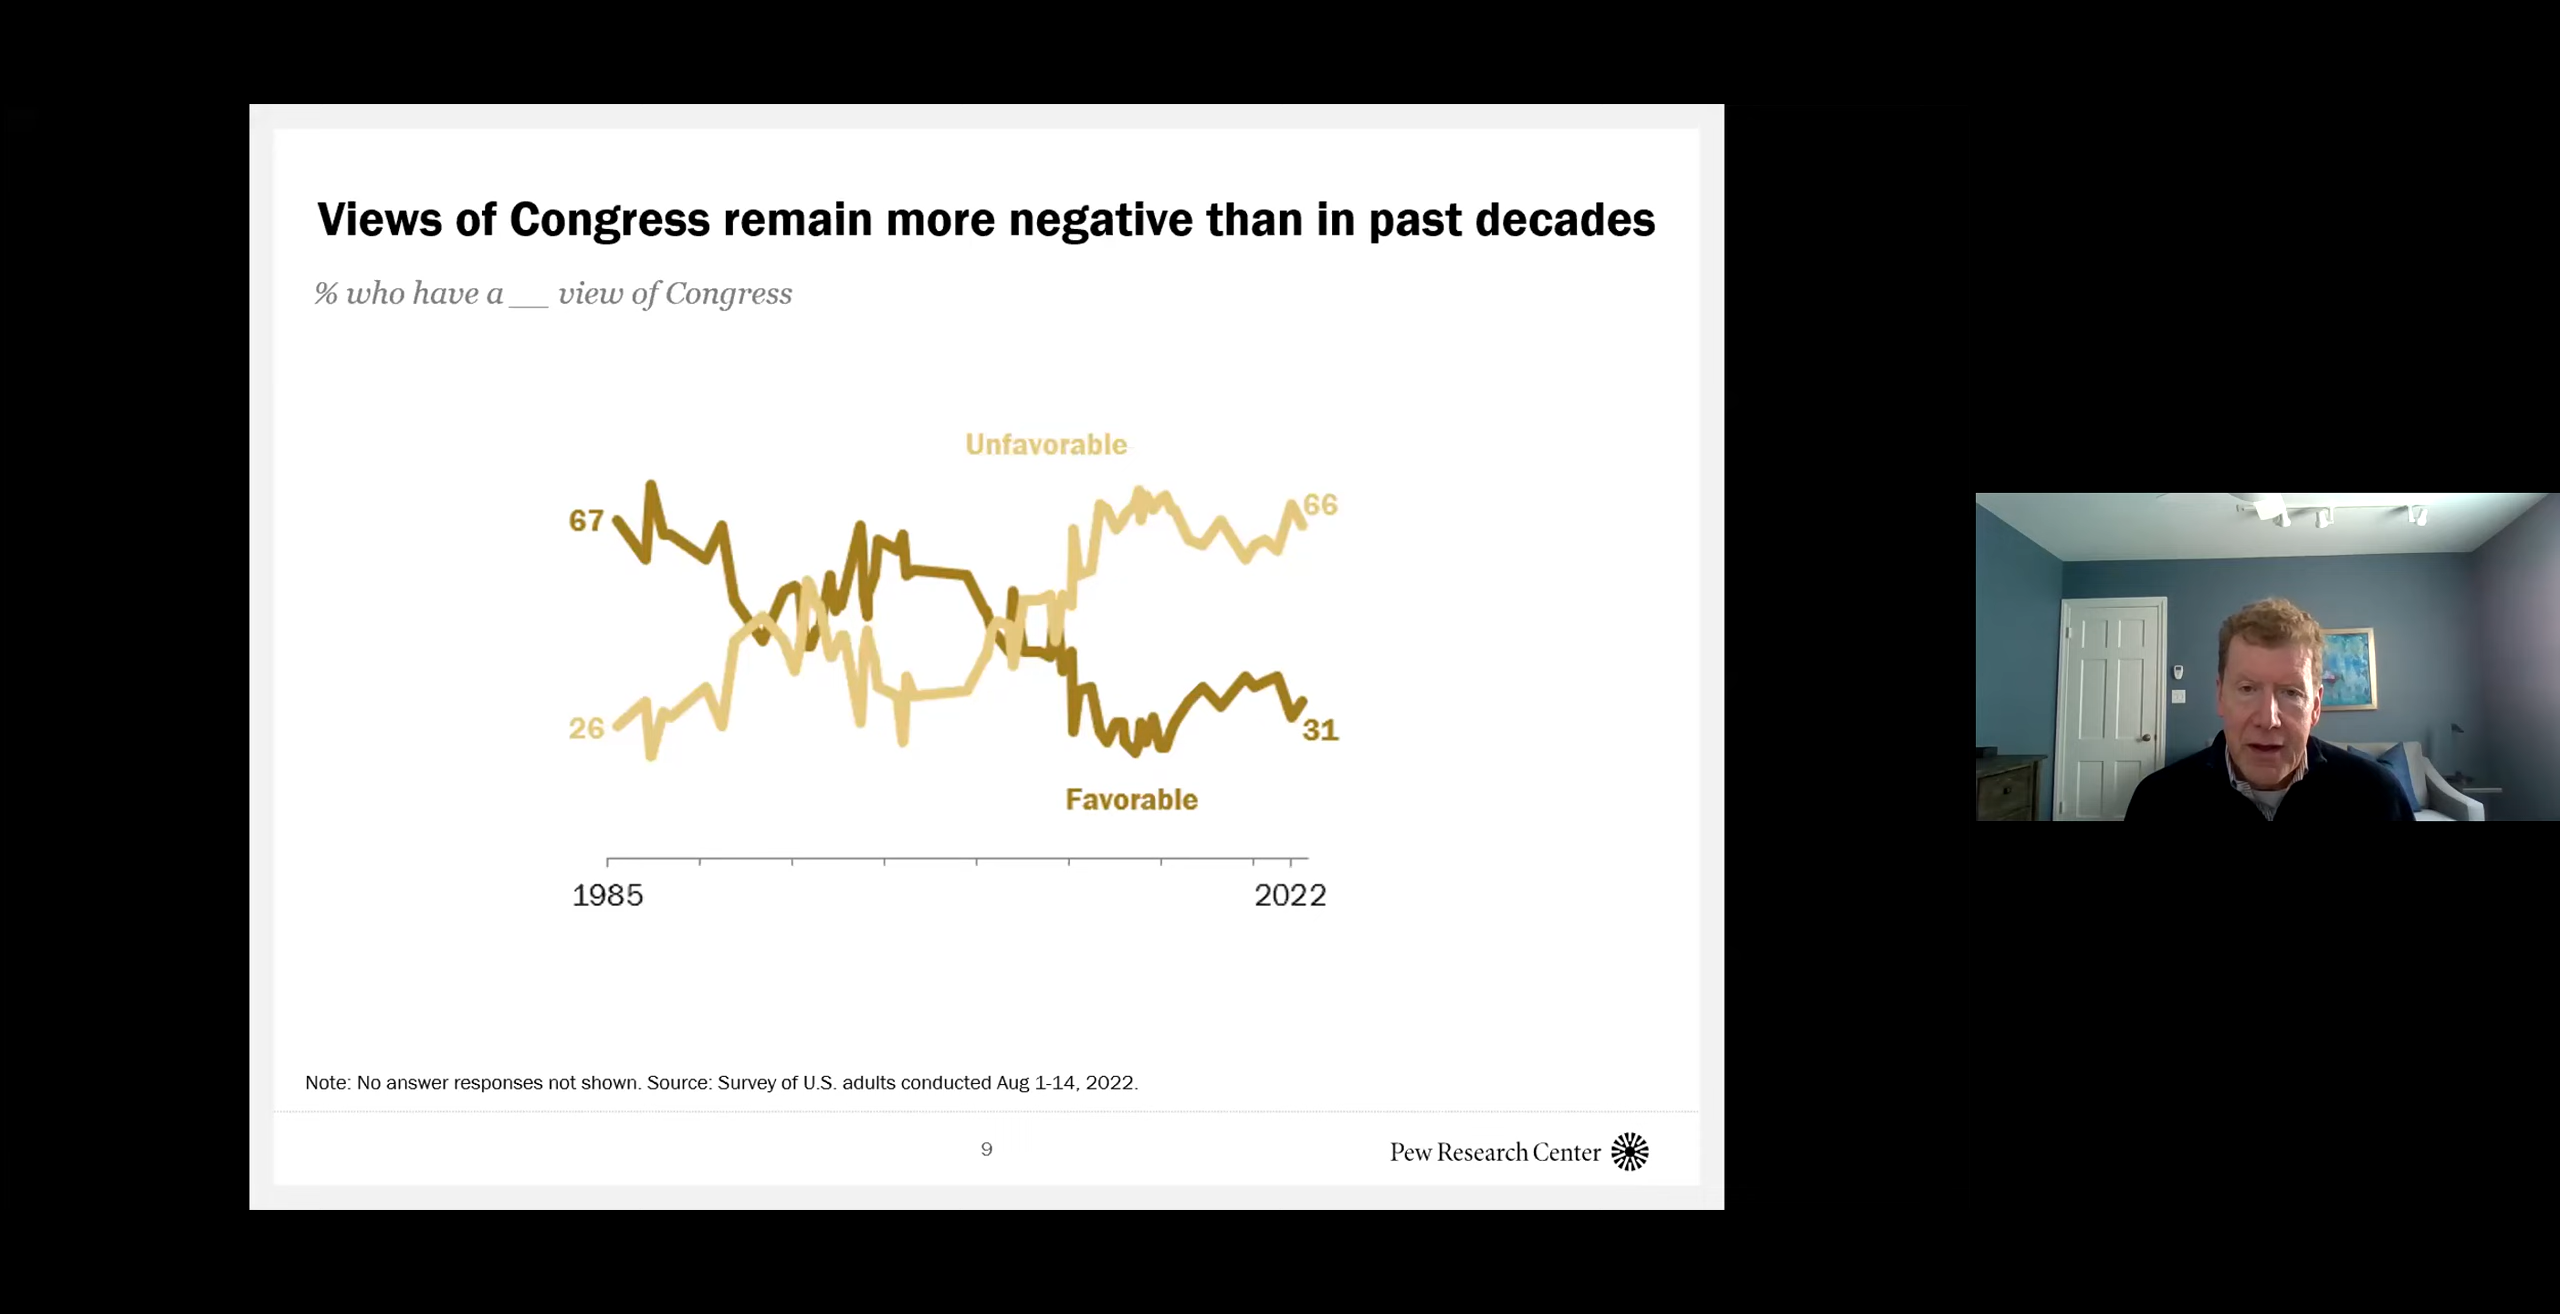 Views of Congress remain more negative than in past decades
% who have a __ view of Congress
Unfavorable
67
66
26
31
Favorable
1985
2022
Note: No answer responses not shown. Source: Survey of U.S. adults conducted Aug 1-14, 2022.
9
Pew Research Center